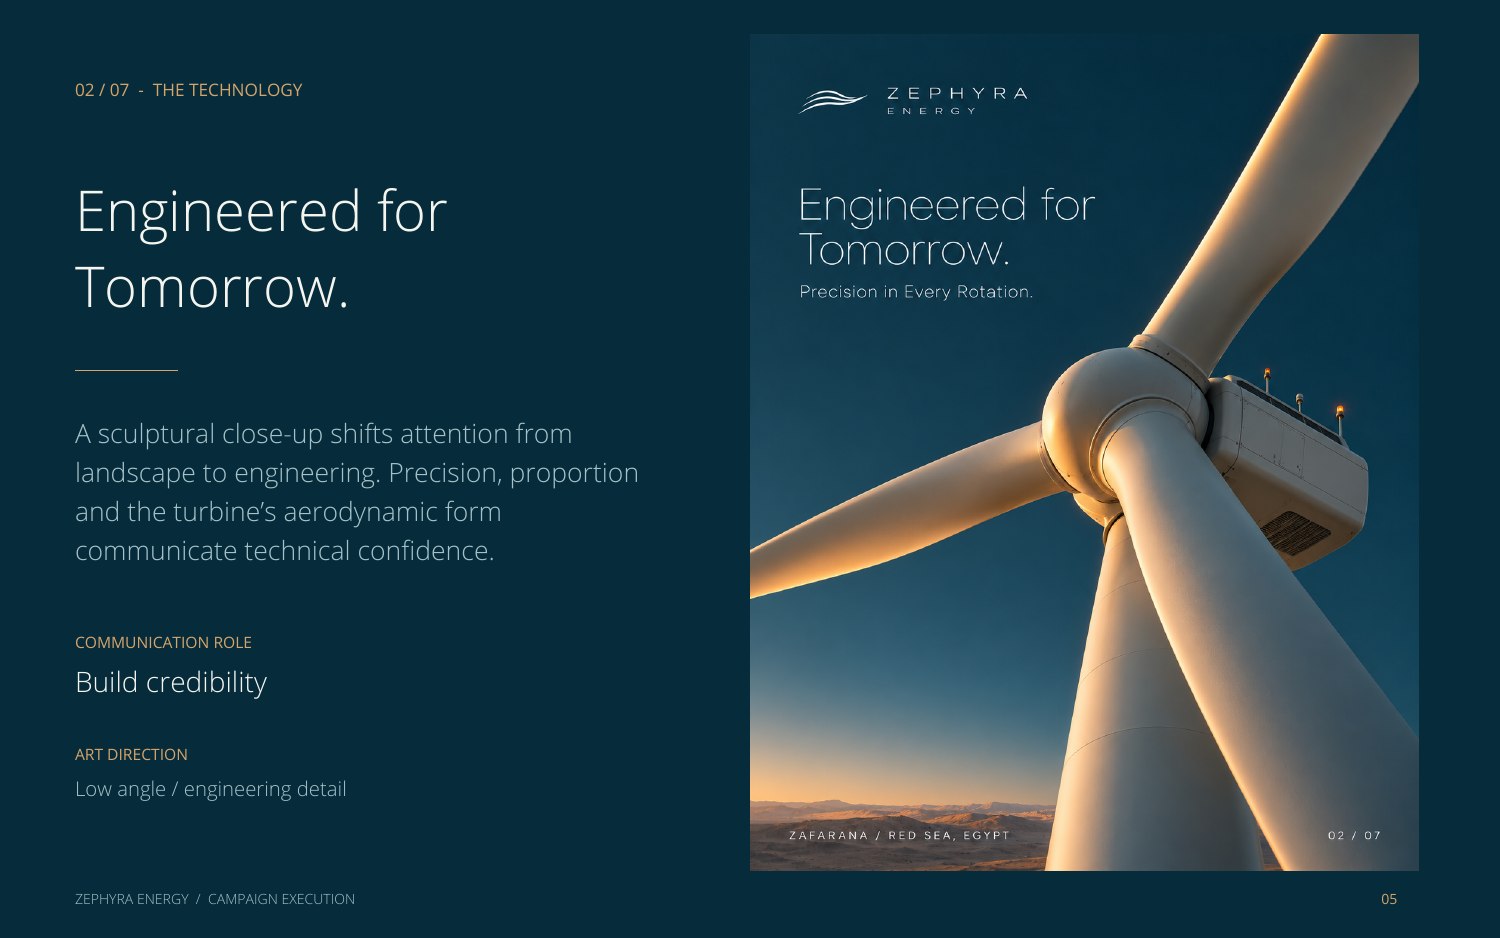 02 / 07 - THE TECHNOLOGY
Engineered for
Tomorrow.
A sculptural close-up shifts attention from
landscape to engineering. Precision, proportion
and the turbine’s aerodynamic form
communicate technical confidence.
COMMUNICATION ROLE
Build credibility
ART DIRECTION
Low angle / engineering detail
ZEPHYRA ENERGY / CAMPAIGN EXECUTION
ZEPHYRA
ENERGY
Engineered for
Tomorrow.
Precision in Every Rotation.
ZAFARANA / RED SEA, EGYPT
02 / 07
05